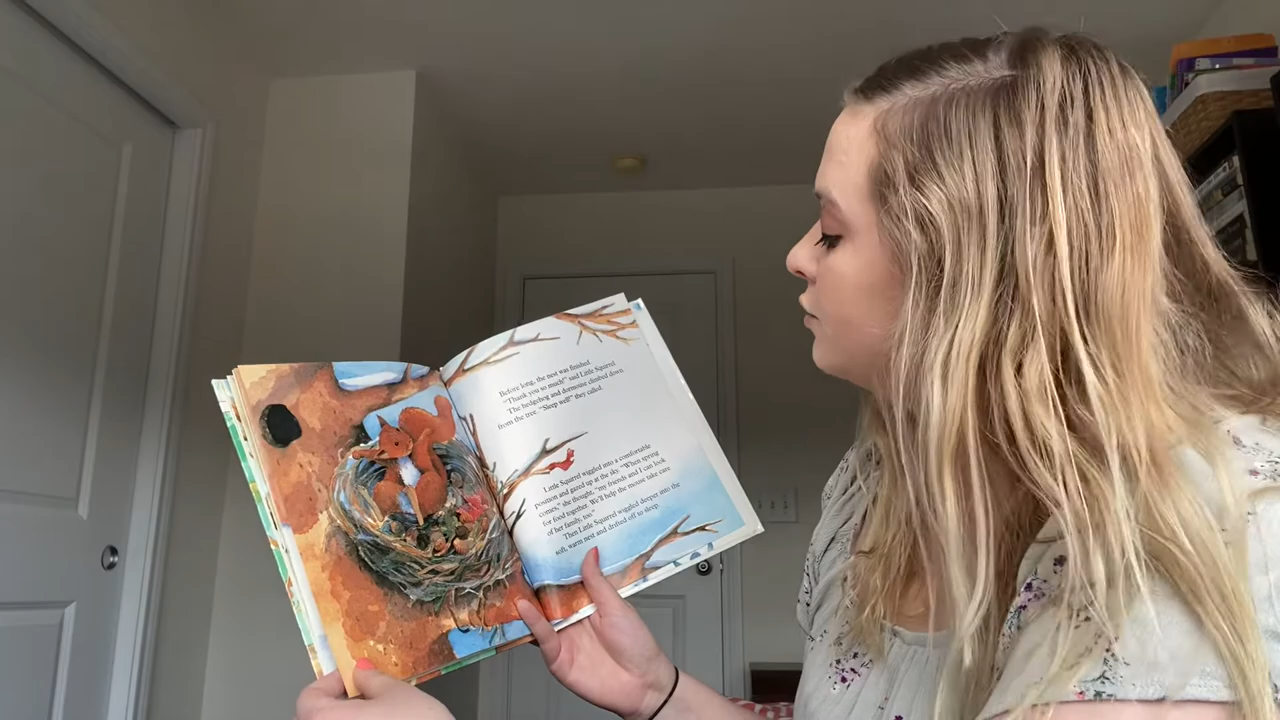 Before long, the nest was finished.
"Thank you so much!" said Little Squirrel
The hedgehog and dormouse climbed down
from the tree. "Sleep well!" they called.
Little Squirrel wiggled into a comfortable
position and gazed up at the sky. "When spring
comes," she thought, "my friends and I can look
for food together. We'll help the mouse take care
of her family, too."
Then Little Squirrel wiggled deeper into the
soft, warm nest and drifted off to sleep.